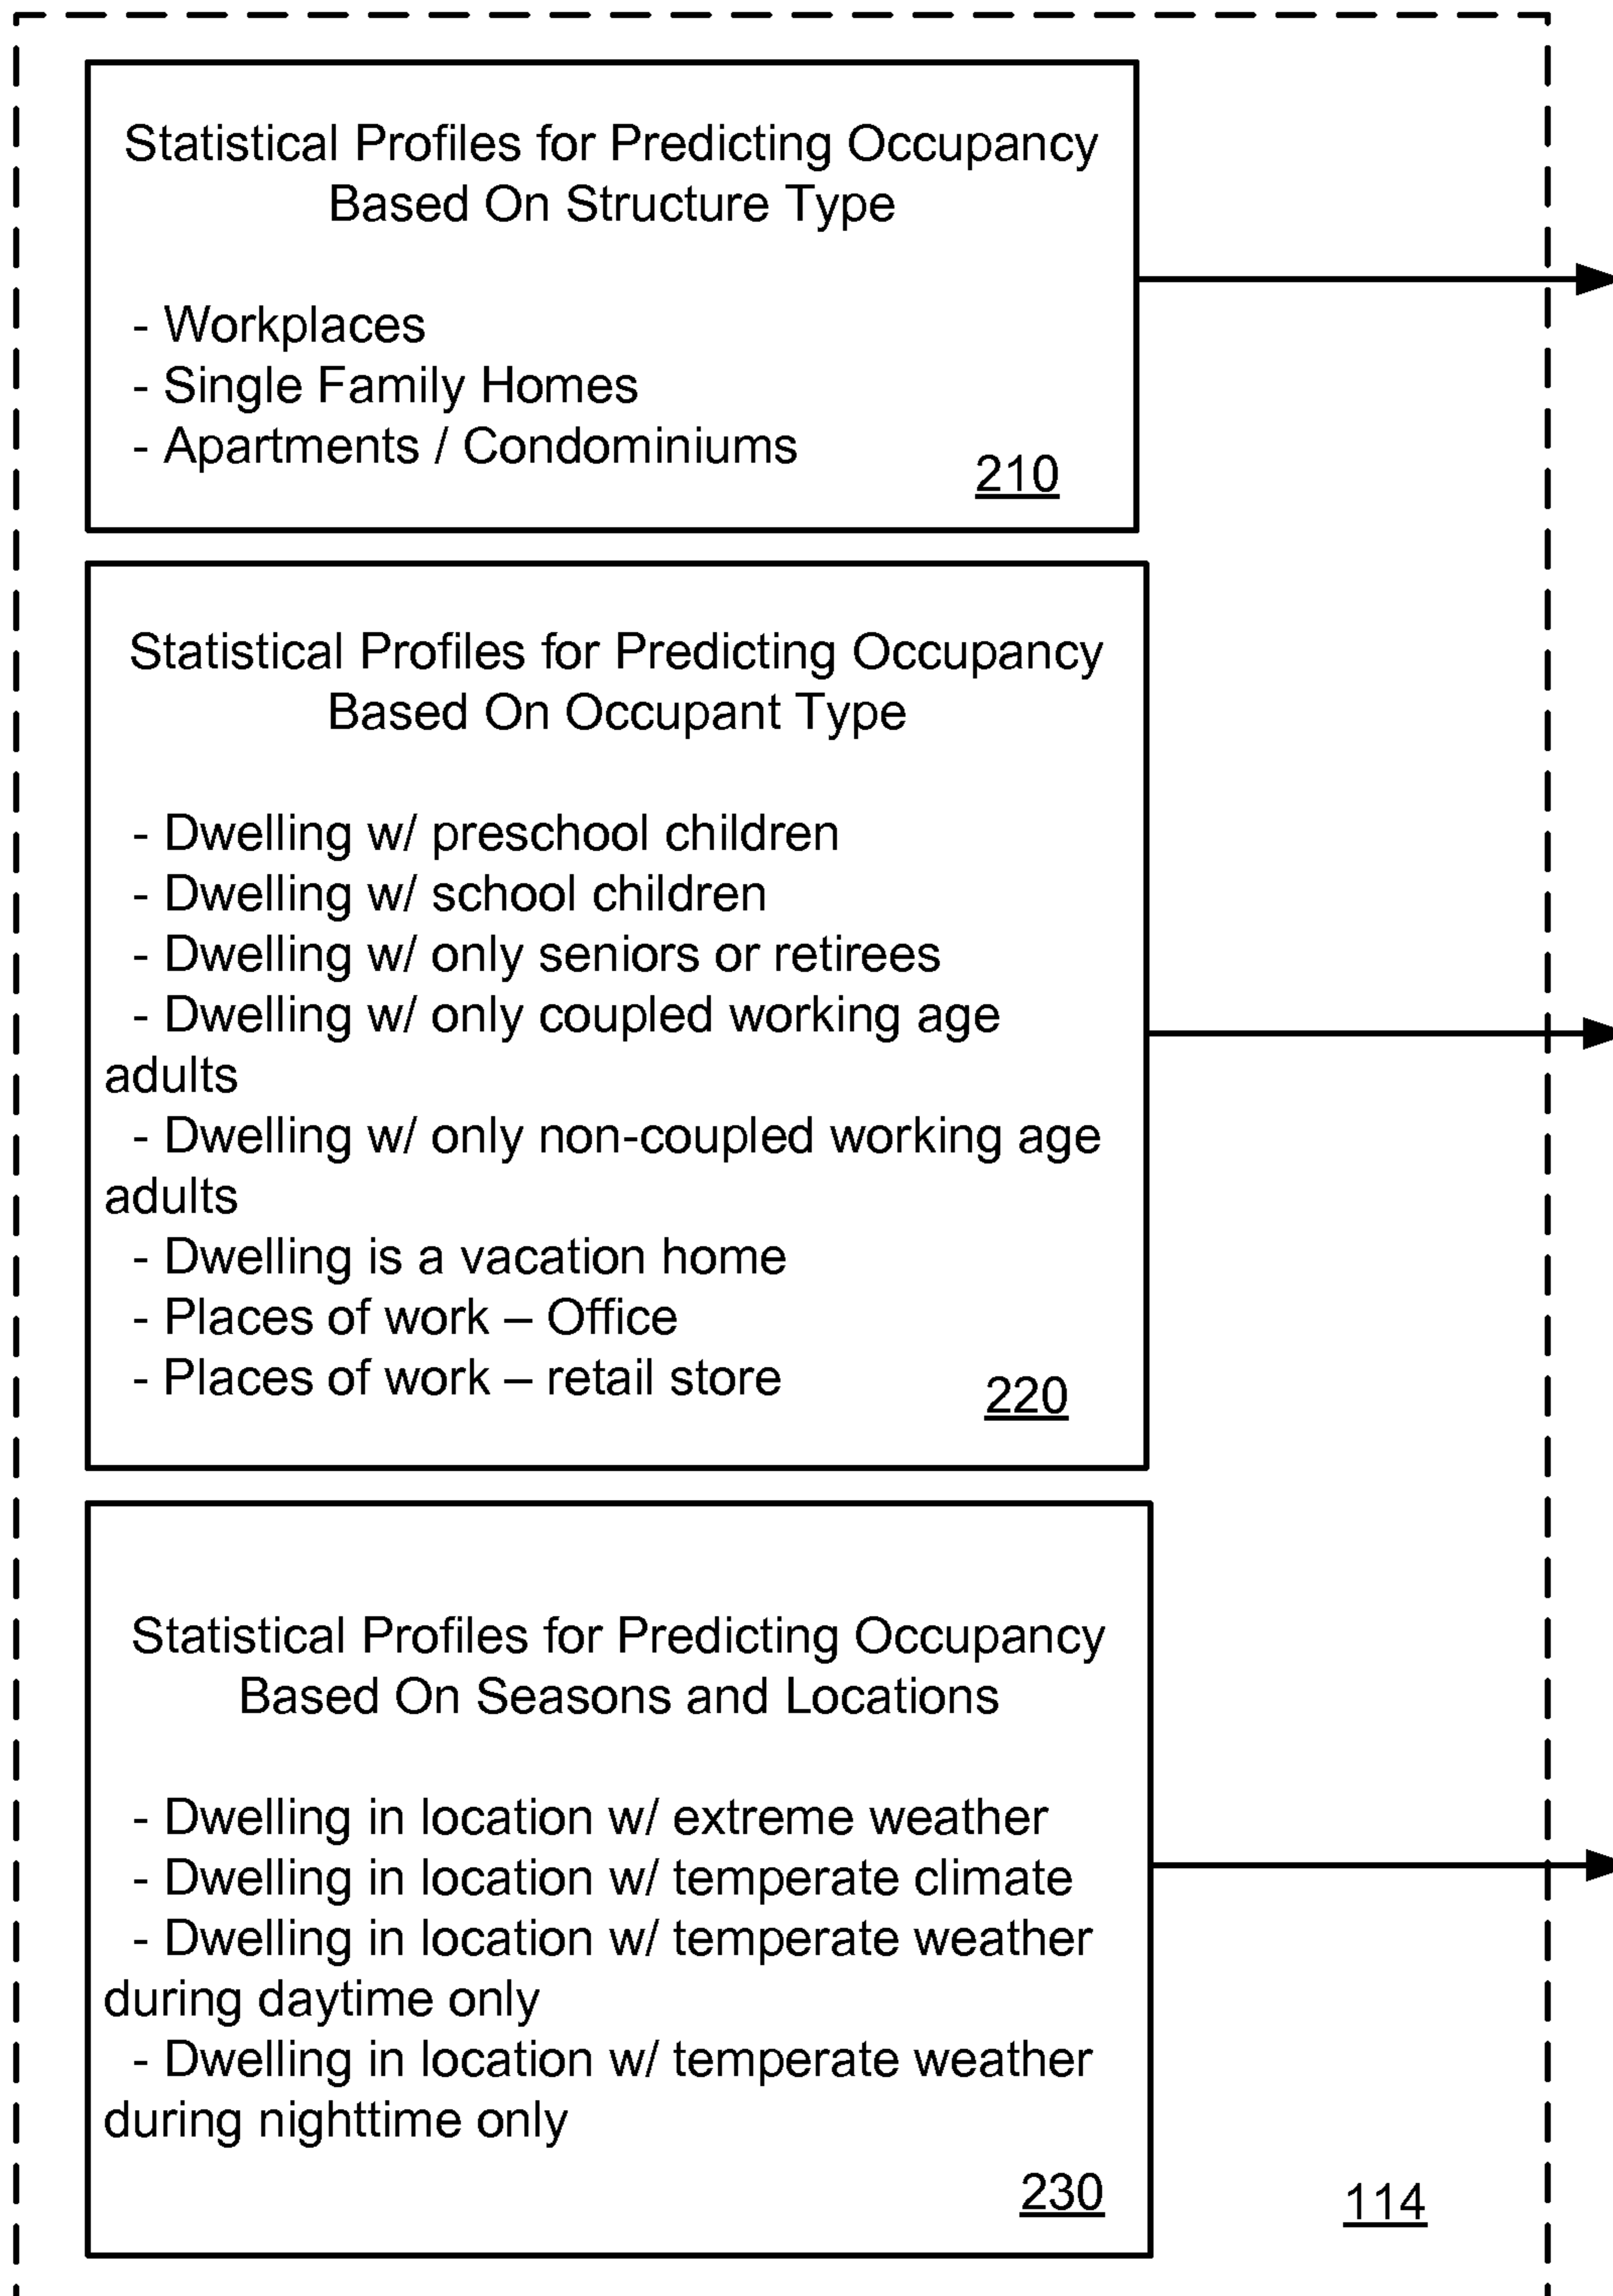 Statistical Profiles for Predicting Occupancy
Based On Structure Type
- Workplaces
- Single Family Homes
- Apartments / Condominiums
210
Statistical Profiles for Predicting Occupancy
Based On Occupant Type
- Dwelling w/ preschool children
- Dwelling w/ school children
- Dwelling w/ only seniors or retirees
- Dwelling w/ only coupled working age
adults
- Dwelling w/ only non-coupled working age
adults
- Dwelling is a vacation home
- Places of work – Office
- Places of work – retail store
220
Statistical Profiles for Predicting Occupancy
Based On Seasons and Locations
- Dwelling in location w/ extreme weather
- Dwelling in location w/ temperate climate
- Dwelling in location w/ temperate weather
during daytime only
- Dwelling in location w/ temperate weather
during nighttime only
230
114